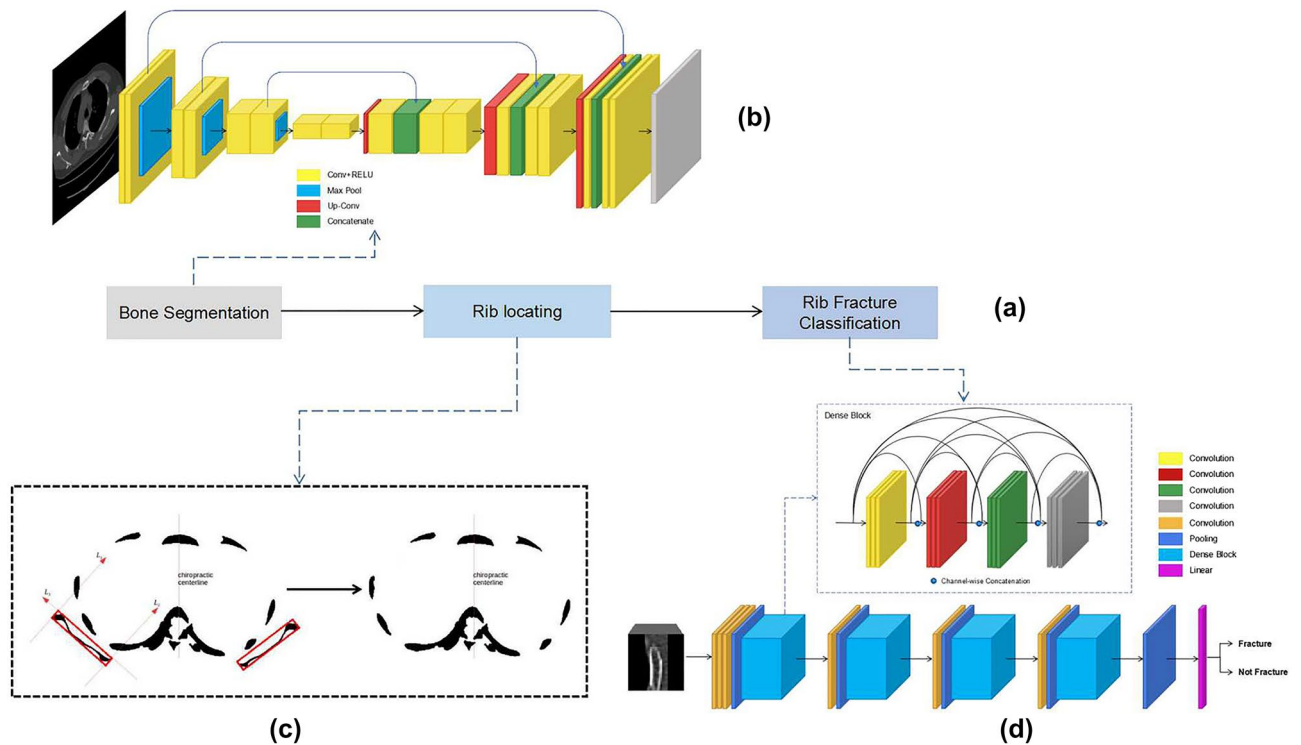 (b)
Conv+RELU
Max Pool
Up-Conv
Concatenate
Bone Segmentation
Rib locating
Rib Fracture
Classification
(a)
Dense Block
Channel-wise Concatenation
Convolution
Convolution
Convolution
Convolution
Convolution
Pooling
Dense Block
Linear
chiropractic
centerline
chiropractic
centerline
Fracture
Not Fracture
(c)
(d)